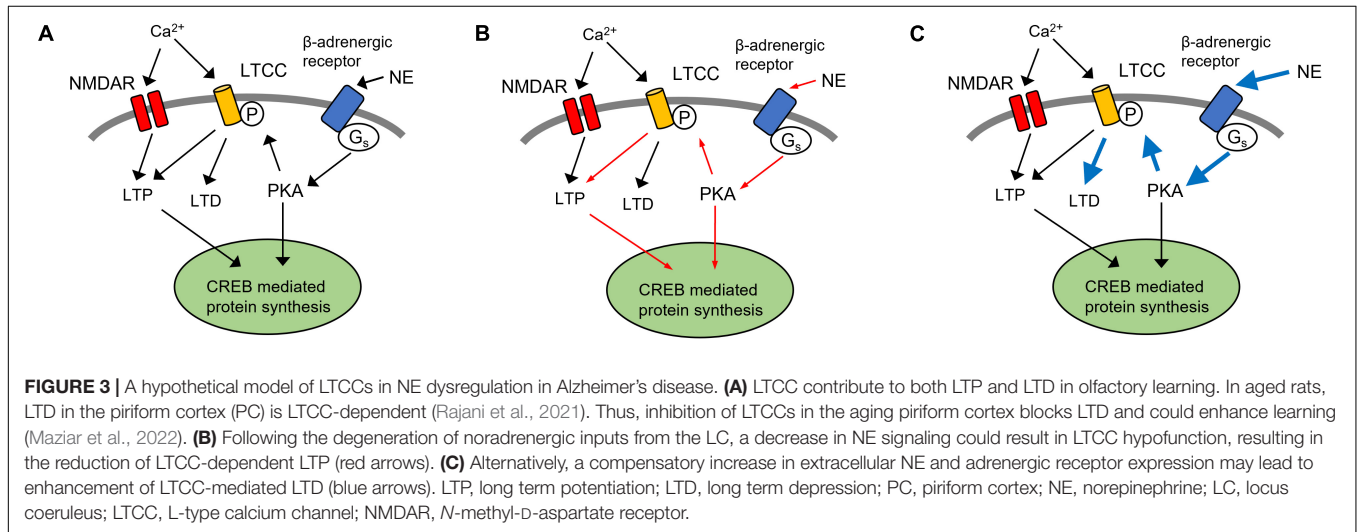 A
Ca²⁺
β-adrenergic
receptor
LTCC
NE
NMDAR
P
Gₛ
LTP
LTD
PKA
CREB mediated
protein synthesis
B
Ca²⁺
β-adrenergic
receptor
LTCC
NE
NMDAR
P
Gₛ
LTP
LTD
PKA
CREB mediated
protein synthesis
C
Ca²⁺
β-adrenergic
receptor
LTCC
NE
NMDAR
P
Gₛ
LTP
LTD
PKA
CREB mediated
protein synthesis
FIGURE 3 | A hypothetical model of LTCCs in NE dysregulation in Alzheimer's disease. (A) LTCC contribute to both LTP and LTD in olfactory learning. In aged rats,
LTD in the piriform cortex (PC) is LTCC-dependent (Rajani et al., 2021). Thus, inhibition of LTCCs in the aging piriform cortex blocks LTD and could enhance learning
(Maziar et al., 2022). (B) Following the degeneration of noradrenergic inputs from the LC, a decrease in NE signaling could result in LTCC hypofunction, resulting in
the reduction of LTCC-dependent LTP (red arrows). (C) Alternatively, a compensatory increase in extracellular NE and adrenergic receptor expression may lead to
enhancement of LTCC-mediated LTD (blue arrows). LTP, long term potentiation; LTD, long term depression; PC, piriform cortex; NE, norepinephrine; LC, locus
coeruleus; LTCC, L-type calcium channel; NMDAR, N-methyl-D-aspartate receptor.